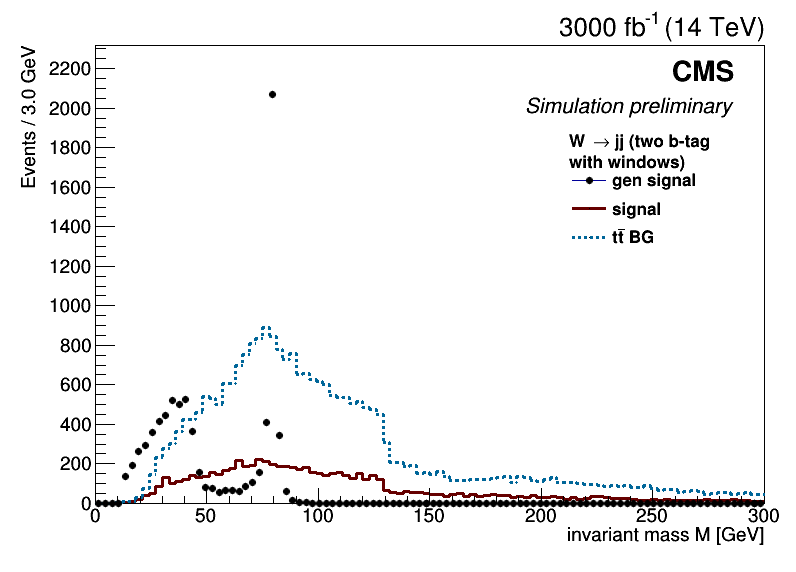 3000 fb⁻¹ (14 TeV)
Events / 3.0 GeV
2200
2000
1800
1600
1400
1200
1000
800
600
400
200
0
CMS
Simulation preliminary
W → jj (two b-tag
with windows)
gen signal
signal
tt̄ BG
0 50 100 150 200 250 300
invariant mass M [GeV]